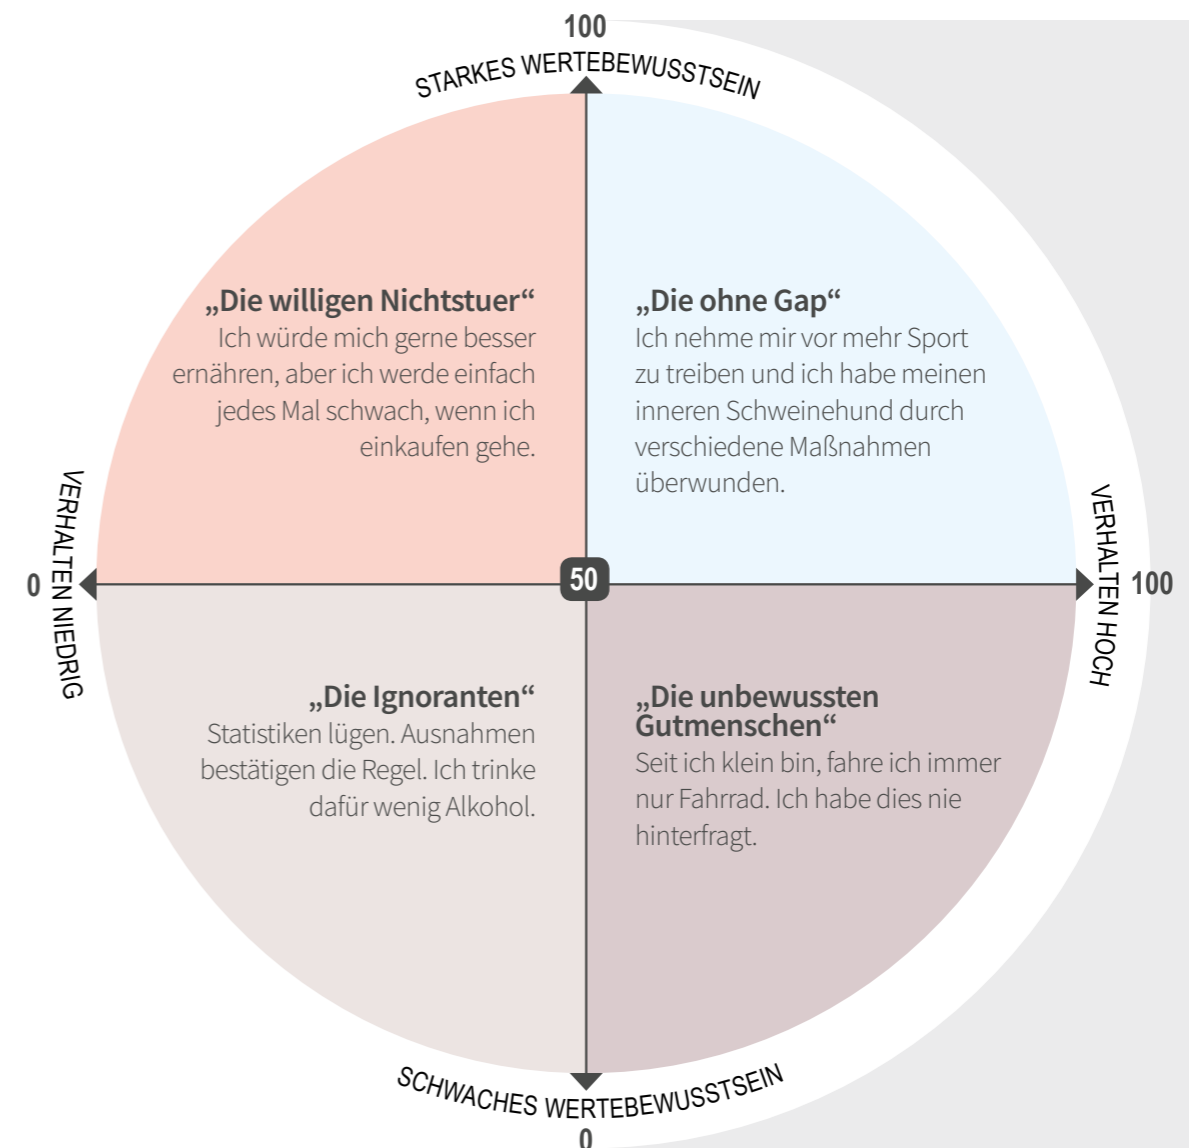 100
STARKES WERTEBEWUSSTSEIN
„Die willigen Nichtstuer“
Ich würde mich gerne besser
ernähren, aber ich werde einfach
jedes Mal schwach, wenn ich
einkaufen gehe.
„Die ohne Gap“
Ich nehme mir vor mehr Sport
zu treiben und ich habe meinen
inneren Schweinehund durch
verschiedene Maßnahmen
überwunden.
0
VERHALTEN NIEDRIG
50
VERHALTEN HOCH
100
„Die Ignoranten“
Statistiken lügen. Ausnahmen
bestätigen die Regel. Ich trinke
dafür wenig Alkohol.
„Die unbewussten
Gutmenschen“
Seit ich klein bin, fahre ich immer
nur Fahrrad. Ich habe dies nie
hinterfragt.
SCHWACHES WERTEBEWUSSTSEIN
0